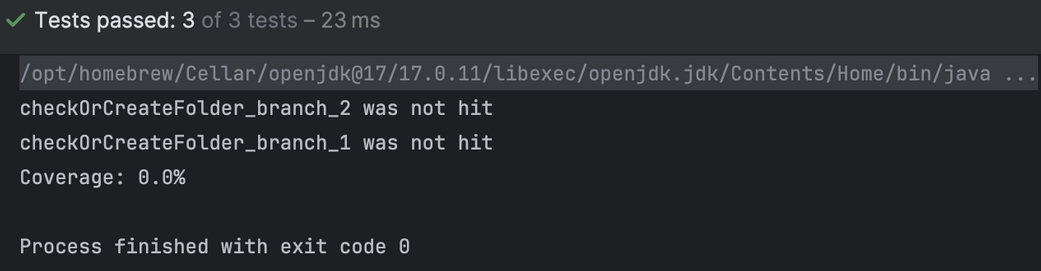 Tests passed: 3 of 3 tests – 23 ms
/opt/homebrew/Cellar/openjdk@17/17.0.11/libexec/openjdk.jdk/Contents/Home/bin/java ...
checkOrCreateFolder_branch_2 was not hit
checkOrCreateFolder_branch_1 was not hit
Coverage: 0.0%
Process finished with exit code 0